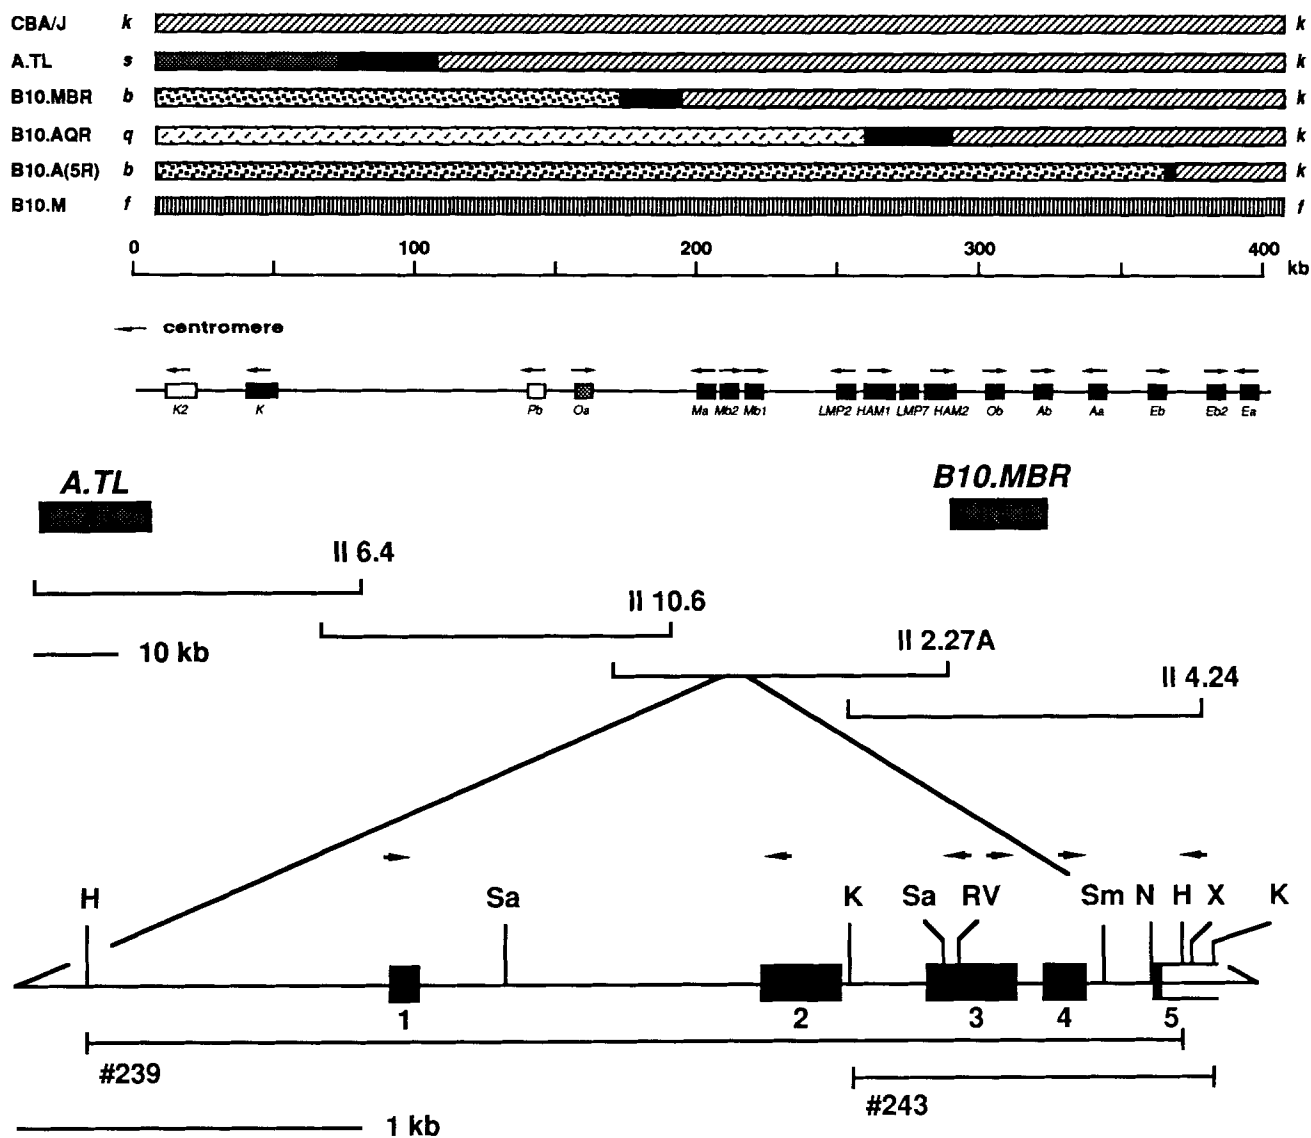 CBA/J k k
A.TL s k
B10.MBR b k
B10.AQR q k
B10.A(5R) b k
B10.M f f
0 100 200 300 400
kb
centromere
K2 K Pb Oa Ma Mb2 Mb1 LMP2 HAM1 LMP7 HAM2 Ob Ab Aa Eb Eb2 Ea
A.TL B10.MBR
II 6.4
II 10.6
10 kb
II 2.27A
II 4.24
H Sa K Sa RV Sm N H X K
1 2 3 4 5
#239
#243
1 kb